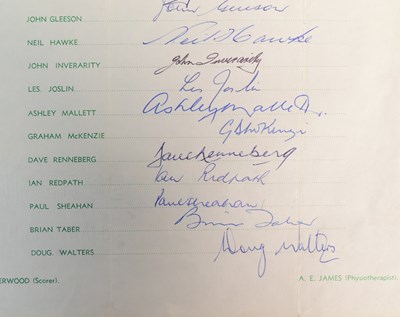 John Gleeson
JOHN GLEESON
NEIL HAWKE Neil Hawke
JOHN INVERARITY John Inverarity
LES. JOSLIN Les Joslin
ASHLEY MALLETT Ashley Mallett
GRAHAM McKENZIE G D McKenzie
DAVE RENNEBERG Dave Renneberg
IAN REDPATH Ian Redpath
PAUL SHEAHAN Paul Sheahan
BRIAN TABER Brian Taber
DOUG. WALTERS Doug Walters
ERWOOD (Scorer). A. E. JAMES (Physiotherapist).